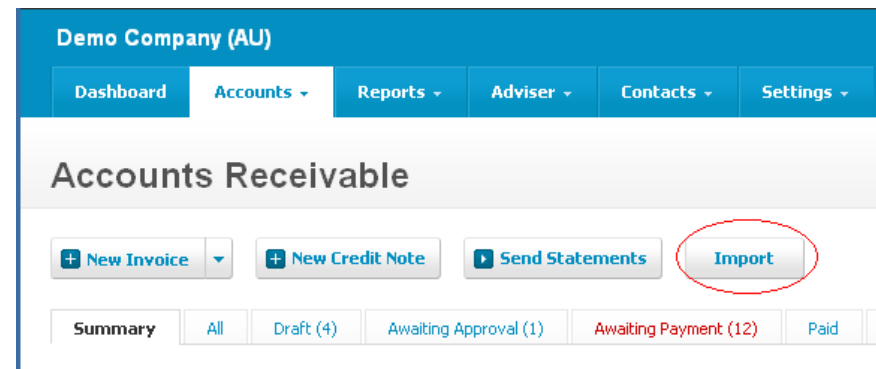 Demo Company (AU)
Dashboard Accounts Reports Adviser Contacts Settings
Accounts Receivable
New Invoice New Credit Note Send Statements Import
Summary All Draft (4) Awaiting Approval (1) Awaiting Payment (12) Paid